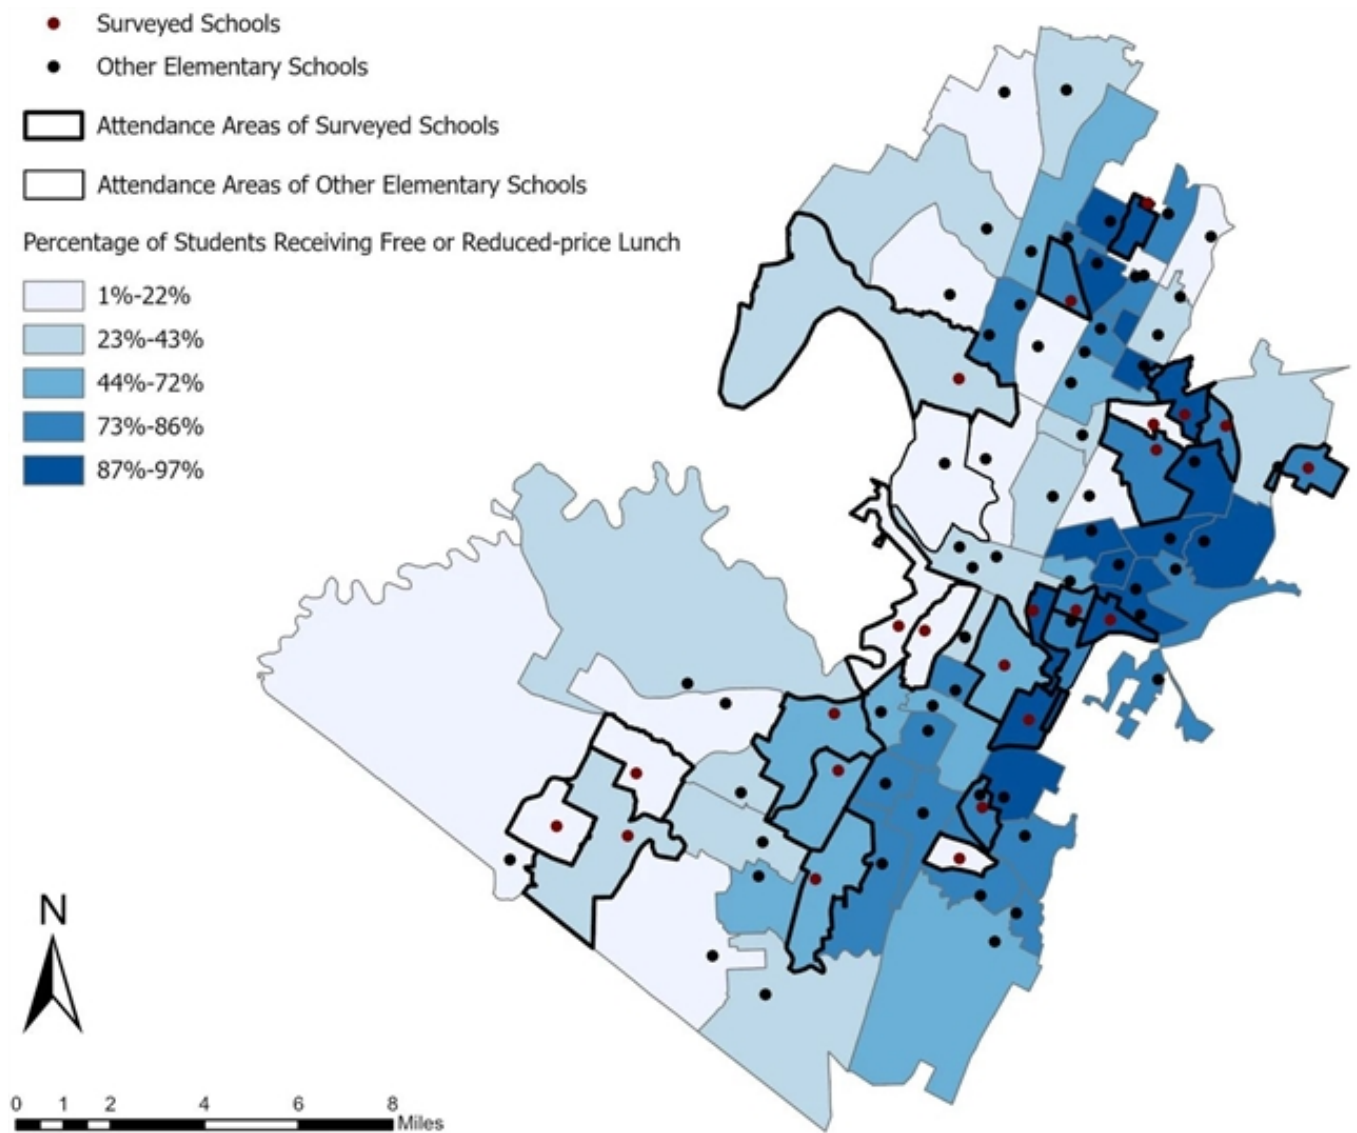 Surveyed Schools
Other Elementary Schools
Attendance Areas of Surveyed Schools
Attendance Areas of Other Elementary Schools
Percentage of Students Receiving Free or Reduced-price Lunch
1%-22%
23%-43%
44%-72%
73%-86%
87%-97%
N
0 1 2 4 6 8
Miles